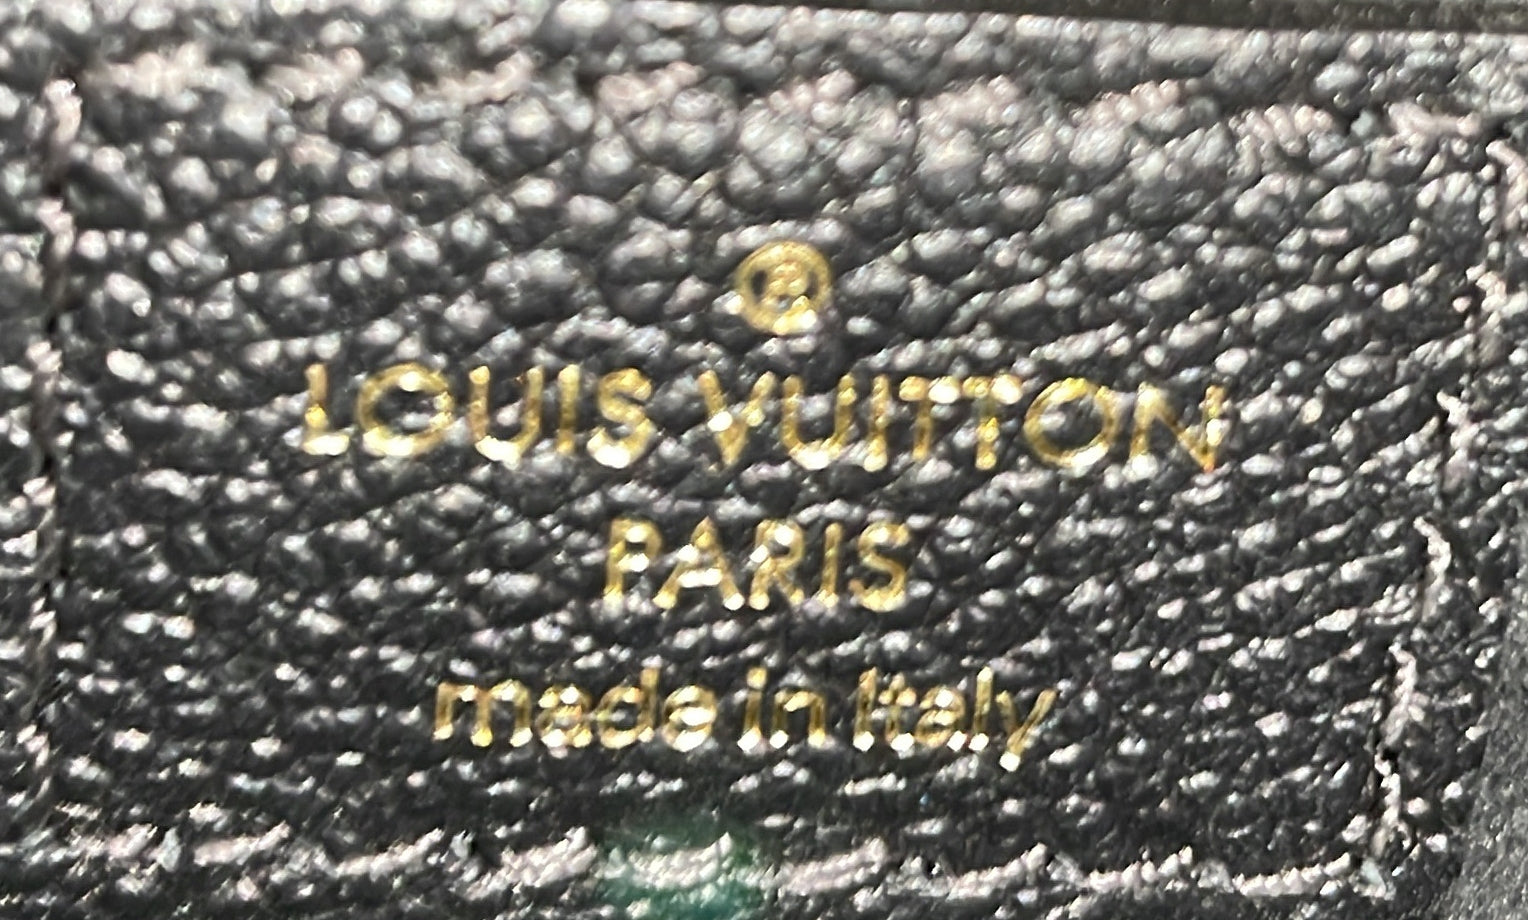 ®
LOUIS VUITTON
PARIS
made in Italy